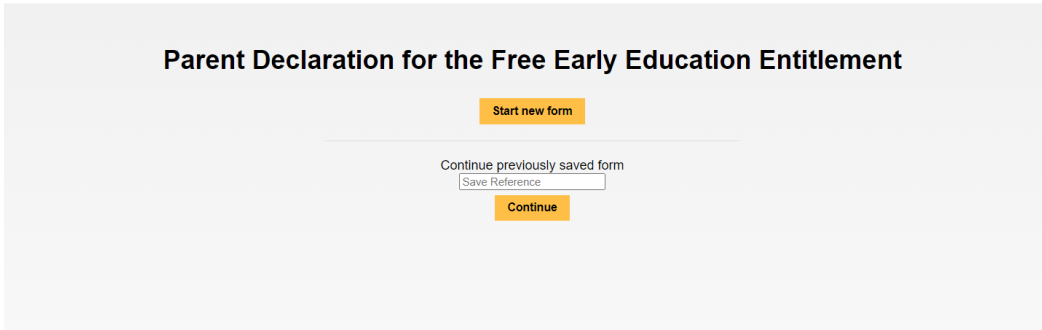 Parent Declaration for the Free Early Education Entitlement
Start new form
Continue previously saved form
Save Reference
Continue